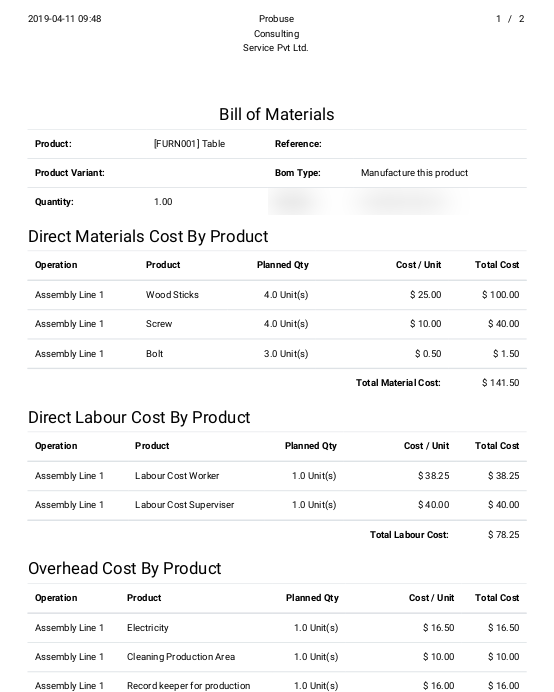 2019-04-11 09:48 Probuse 1 / 2
Consulting
Service Pvt Ltd.
Bill of Materials
Product: [FURN001] Table Reference:
Product Variant: Bom Type: Manufacture this product
Quantity: 1.00
Direct Materials Cost By Product
Operation Product Planned Qty Cost / Unit Total Cost
Assembly Line 1 Wood Sticks 4.0 Unit(s) $ 25.00 $ 100.00
Assembly Line 1 Screw 4.0 Unit(s) $ 10.00 $ 40.00
Assembly Line 1 Bolt 3.0 Unit(s) $ 0.50 $ 1.50
Total Material Cost: $ 141.50
Direct Labour Cost By Product
Operation Product Planned Qty Cost / Unit Total Cost
Assembly Line 1 Labour Cost Worker 1.0 Unit(s) $ 38.25 $ 38.25
Assembly Line 1 Labour Cost Superviser 1.0 Unit(s) $ 40.00 $ 40.00
Total Labour Cost: $ 78.25
Overhead Cost By Product
Operation Product Planned Qty Cost / Unit Total Cost
Assembly Line 1 Electricity 1.0 Unit(s) $ 16.50 $ 16.50
Assembly Line 1 Cleaning Production Area 1.0 Unit(s) $ 10.00 $ 10.00
Assembly Line 1 Record keeper for production 1.0 Unit(s) $ 16.00 $ 16.00